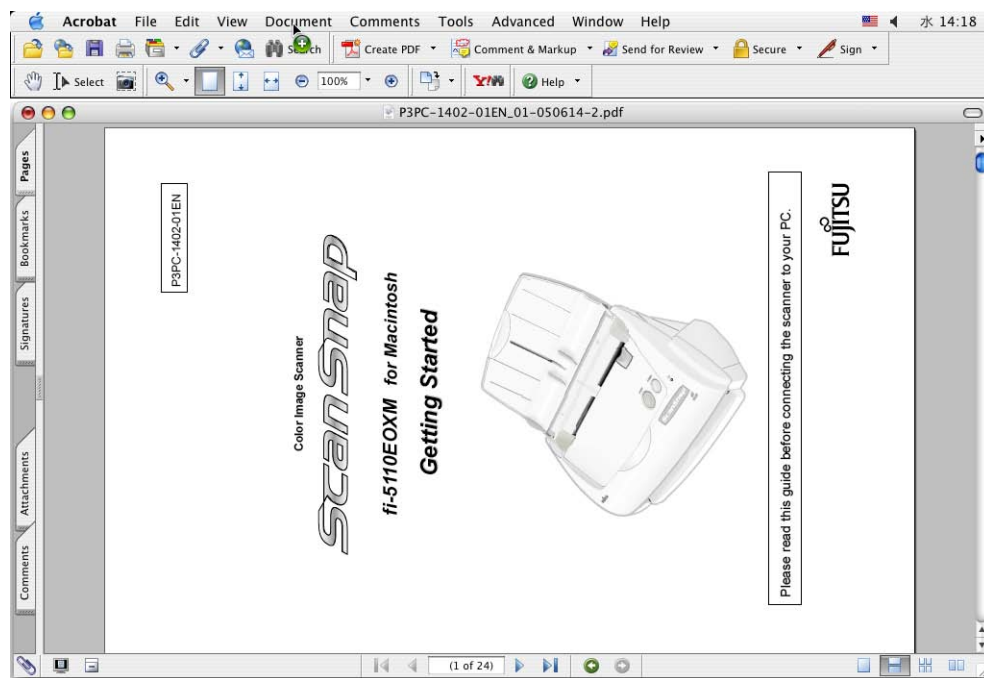 Acrobat File Edit View Document Comments Tools Advanced Window Help 水 14:18
Search Create PDF Comment & Markup Send for Review Secure Sign
Select 100% Y! Help
P3PC-1402-01EN_01-050614-2.pdf
Pages
Bookmarks
Signatures
Attachments
Comments
P3PC-1402-01EN
Color Image Scanner
ScanSnap
fi-5110EOXM for Macintosh
Getting Started
Please read this guide before connecting the scanner to your PC.
FUJITSU
(1 of 24)